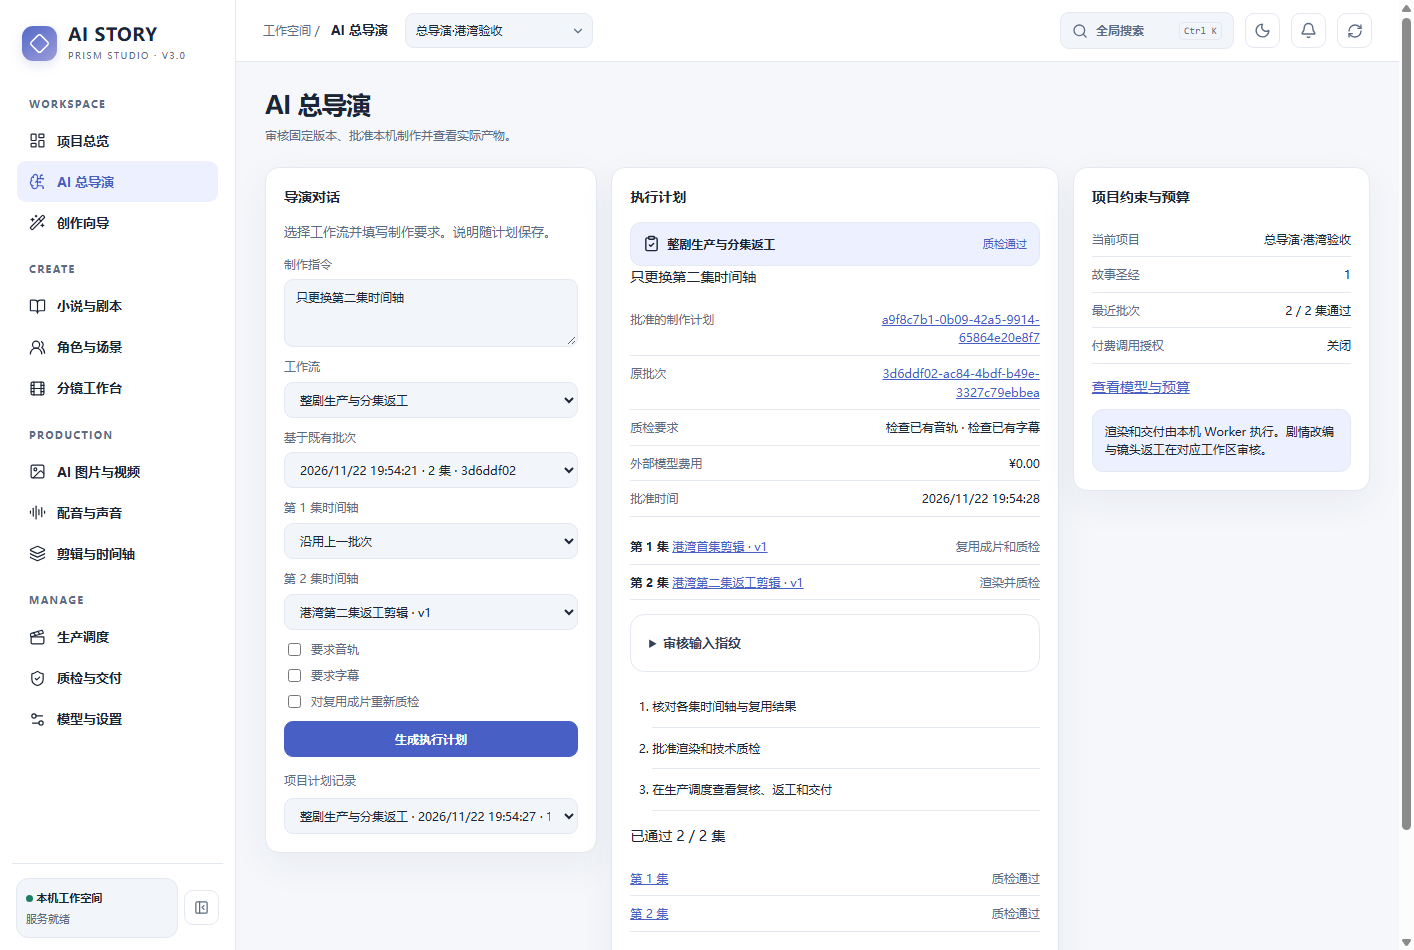 AI STORY
PRISM STUDIO · V3.0
WORKSPACE
项目总览
AI 总导演
创作向导
CREATE
小说与剧本
角色与场景
分镜工作台
PRODUCTION
AI 图片与视频
配音与声音
剪辑与时间轴
MANAGE
生产调度
质检与交付
模型与设置
本机工作空间
服务就绪
工作空间 / AI 总导演
总导演·港湾验收
全局搜索 Ctrl K
AI 总导演
审核固定版本、批准本机制作并查看实际产物。
导演对话
选择工作流并填写制作要求。说明随计划保存。
制作指令
只更换第二集时间轴
工作流
整剧生产与分集返工
基于既有批次
2026/11/22 19:54:21 · 2 集 · 3d6ddf02
第 1 集时间轴
沿用上一批次
第 2 集时间轴
港湾第二集返工剪辑 · v1
要求音轨
要求字幕
对复用成片重新质检
生成执行计划
项目计划记录
整剧生产与分集返工 · 2026/11/22 19:54:27 · 1
执行计划
整剧生产与分集返工 质检通过
只更换第二集时间轴
批准的制作计划 a9f8c7b1-0b09-42a5-9914-
65864e20e8f7
原批次 3d6ddf02-ac84-4bdf-b49e-
3327c79ebbea
质检要求 检查已有音轨 · 检查已有字幕
外部模型费用 ¥0.00
批准时间 2026/11/22 19:54:28
第 1 集 港湾首集剪辑 · v1 复用成片和质检
第 2 集 港湾第二集返工剪辑 · v1 渲染并质检
审核输入指纹
1. 核对各集时间轴与复用结果
2. 批准渲染和技术质检
3. 在生产调度查看复核、返工和交付
已通过 2 / 2 集
第 1 集 质检通过
第 2 集 质检通过
项目约束与预算
当前项目 总导演·港湾验收
故事圣经 1
最近批次 2 / 2 集通过
付费调用授权 关闭
查看模型与预算
渲染和交付由本机 Worker 执行。剧情改编
与镜头返工在对应工作区审核。